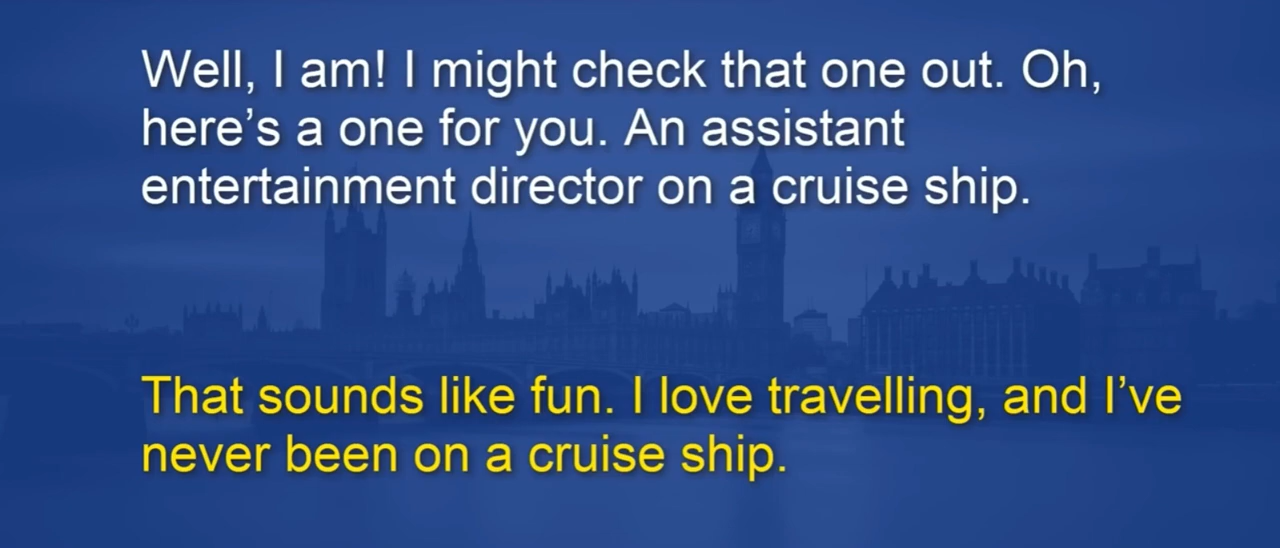 Well, I am! I might check that one out. Oh,
here’s a one for you. An assistant
entertainment director on a cruise ship.
That sounds like fun. I love travelling, and I’ve
never been on a cruise ship.